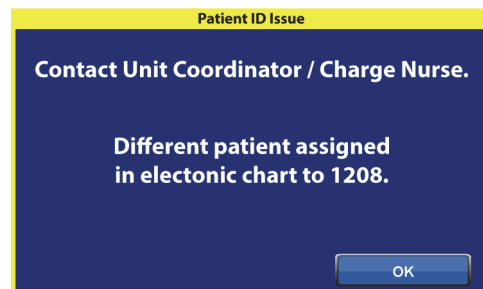 Patient ID Issue
Contact Unit Coordinator / Charge Nurse.
Different patient assigned
in electonic chart to 1208.
OK